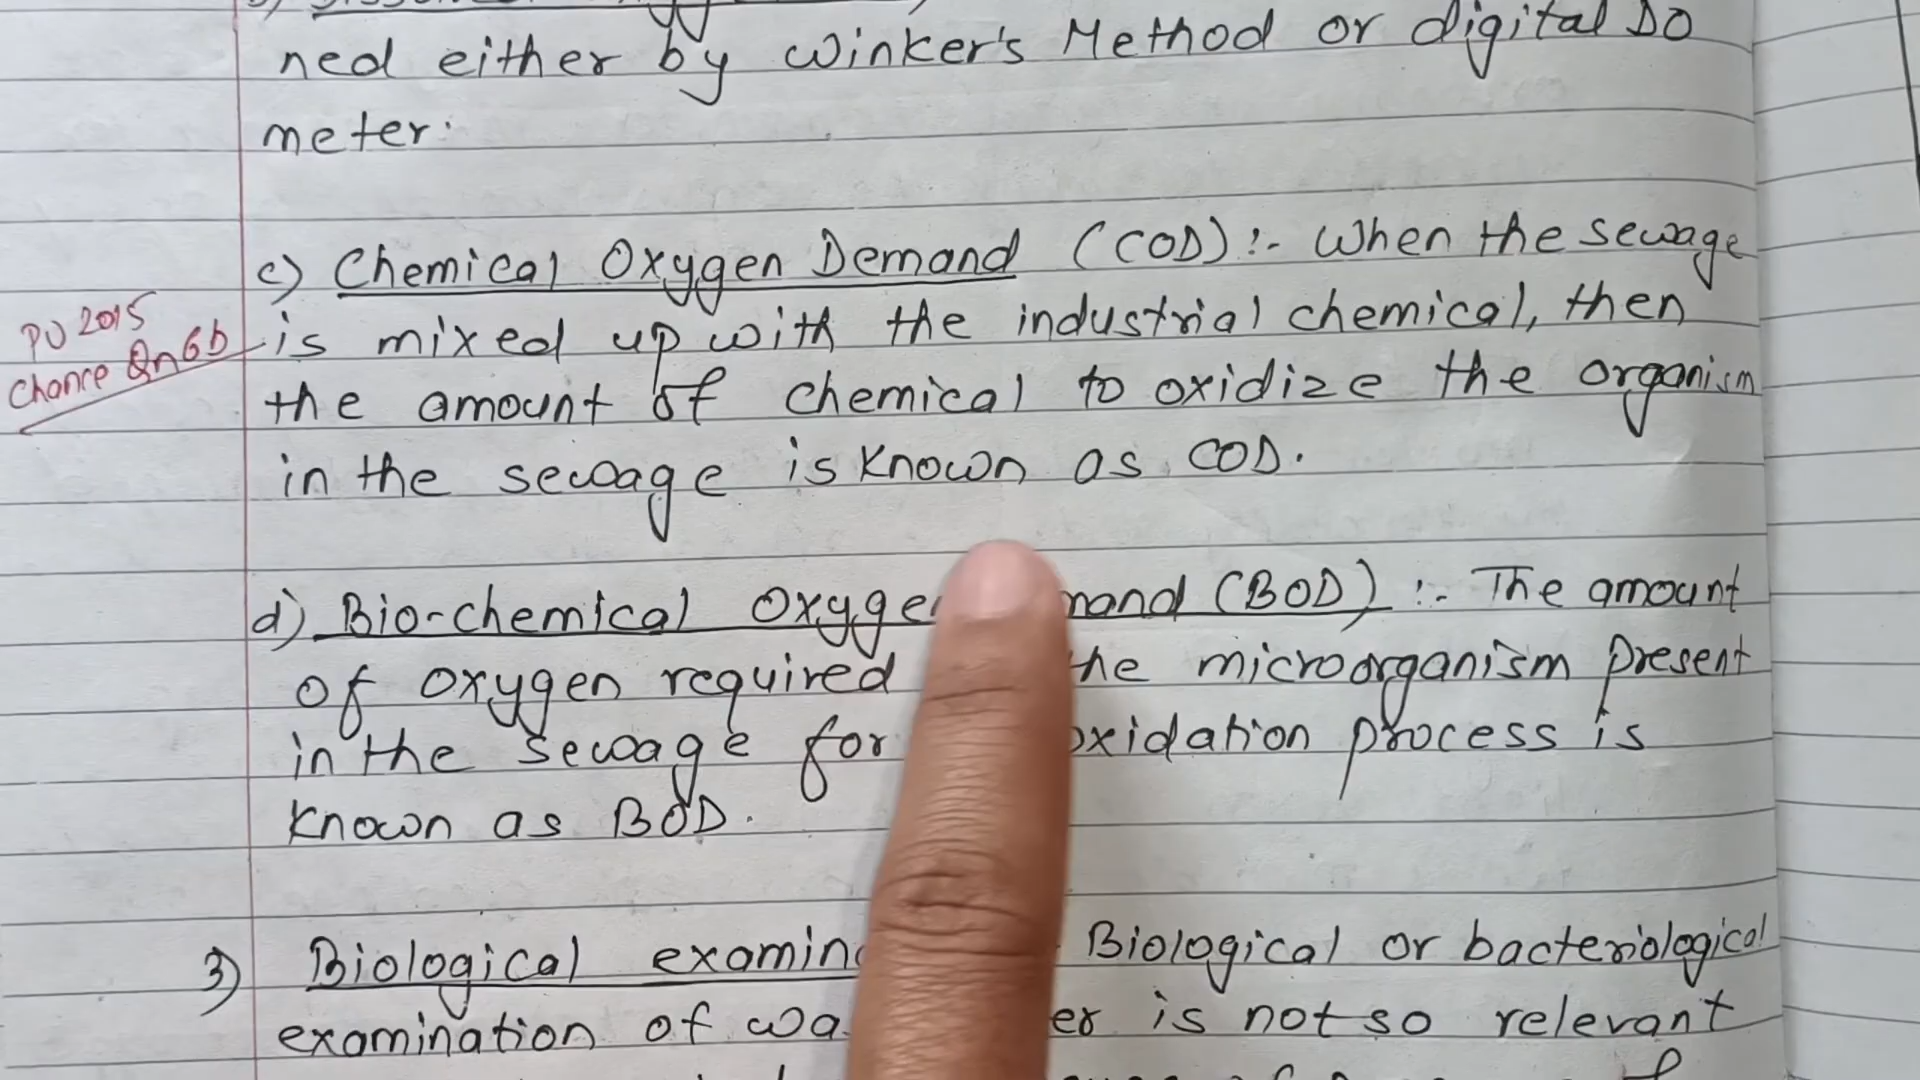 ned either by Winker's Method or digital DO
meter.
c) Chemical Oxygen Demand (COD) :- When the sewage
PU 2015
Chance Qn 6b
is mixed up with the industrial chemical, then
the amount of chemical to oxidize the organism
in the sewage is known as COD.
d) Bio-chemical Oxyge mand (BOD) :- The amount
of oxygen required he microorganism present
in the sewage for oxidation process is
known as BOD.
3) Biological examin Biological or bacteriological
examination of wa er is not so relevant